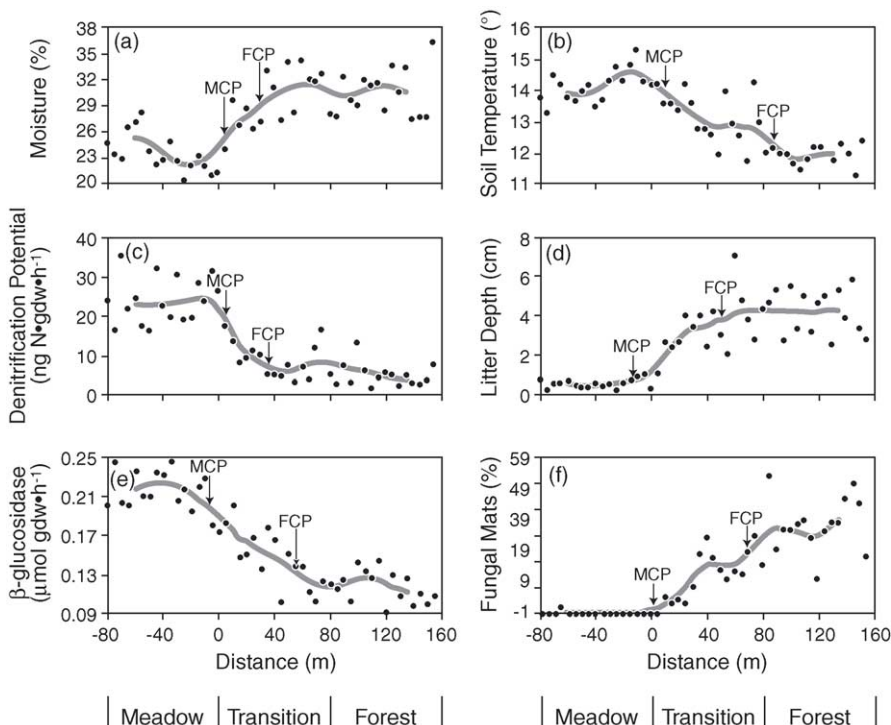 (a)
Moisture (%)
38
35
32
29
26
23
20
MCP
FCP
(b)
Soil Temperature (°)
16
15
14
13
12
11
MCP
FCP
(c)
Denitrification Potential
(ng N•gdw•h-1)
40
30
20
10
0
MCP
FCP
(d)
Litter Depth (cm)
8
6
4
2
0
MCP
FCP
(e)
β-glucosidase
(μmol gdw•h-1)
0.25
0.21
0.17
0.13
0.09
MCP
FCP
-80 -40 0 40 80 120 160
Distance (m)
(f)
Fungal Mats (%)
59
49
39
29
19
9
-1
MCP
FCP
-80 -40 0 40 80 120 160
Distance (m)
Meadow Transition Forest
Meadow Transition Forest